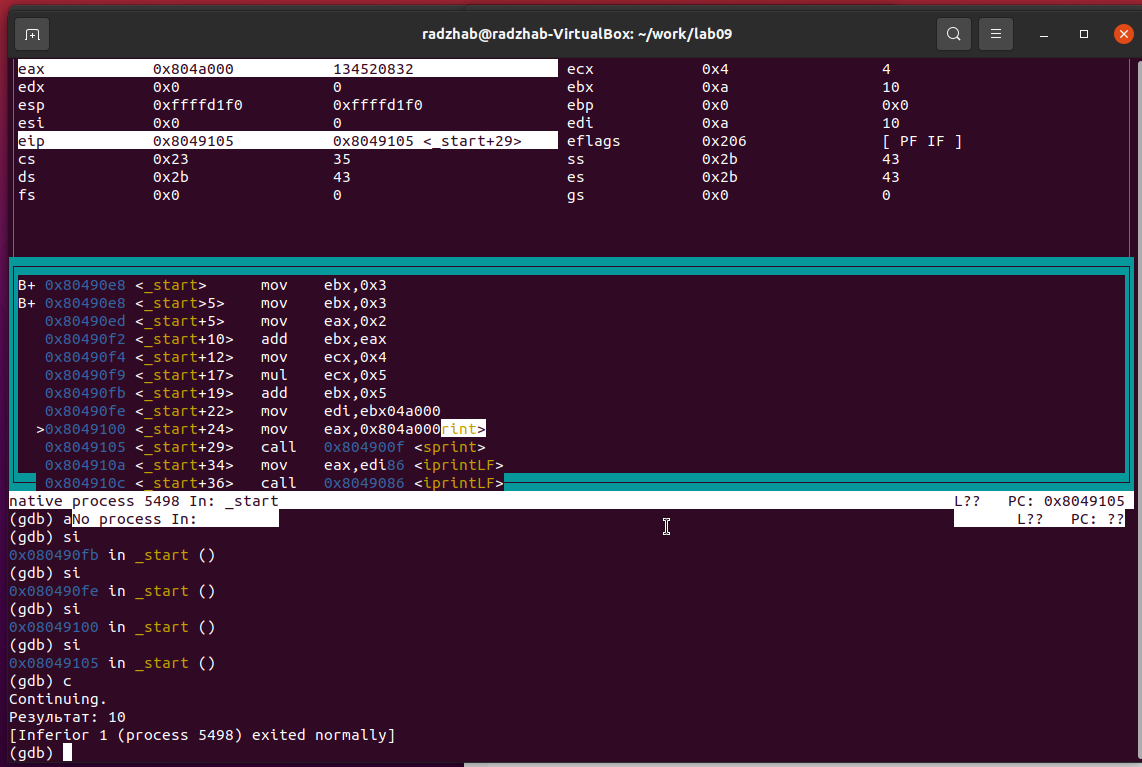 radzhab@radzhab-VirtualBox: ~/work/lab09
eax 0x804a000 134520832 ecx 0x4 4
edx 0x0 0 ebx 0xa 10
esp 0xffffd1f0 0xffffd1f0 ebp 0x0 0x0
esi 0x0 0 edi 0xa 10
eip 0x8049105 0x8049105 <_start+29> eflags 0x206 [ PF IF ]
cs 0x23 35 ss 0x2b 43
ds 0x2b 43 es 0x2b 43
fs 0x0 0 gs 0x0 0
B+ 0x80490e8 <_start> mov ebx,0x3
B+ 0x80490e8 <_start>5> mov ebx,0x3
0x80490ed <_start+5> mov eax,0x2
0x80490f2 <_start+10> add ebx,eax
0x80490f4 <_start+12> mov ecx,0x4
0x80490f9 <_start+17> mul ecx,0x5
0x80490fb <_start+19> add ebx,0x5
0x80490fe <_start+22> mov edi,ebx04a000
>0x8049100 <_start+24> mov eax,0x804a000rint>
0x8049105 <_start+29> call 0x804900f <sprint>
0x804910a <_start+34> mov eax,edi86 <iprintLF>
0x804910c <_start+36> call 0x8049086 <iprintLF>
native process 5498 In: _start L?? PC: 0x8049105
(gdb) aNo process In: L?? PC: ??
(gdb) si
0x080490fb in _start ()
(gdb) si
0x080490fe in _start ()
(gdb) si
0x08049100 in _start ()
(gdb) si
0x08049105 in _start ()
(gdb) c
Continuing.
Результат: 10
[Inferior 1 (process 5498) exited normally]
(gdb)